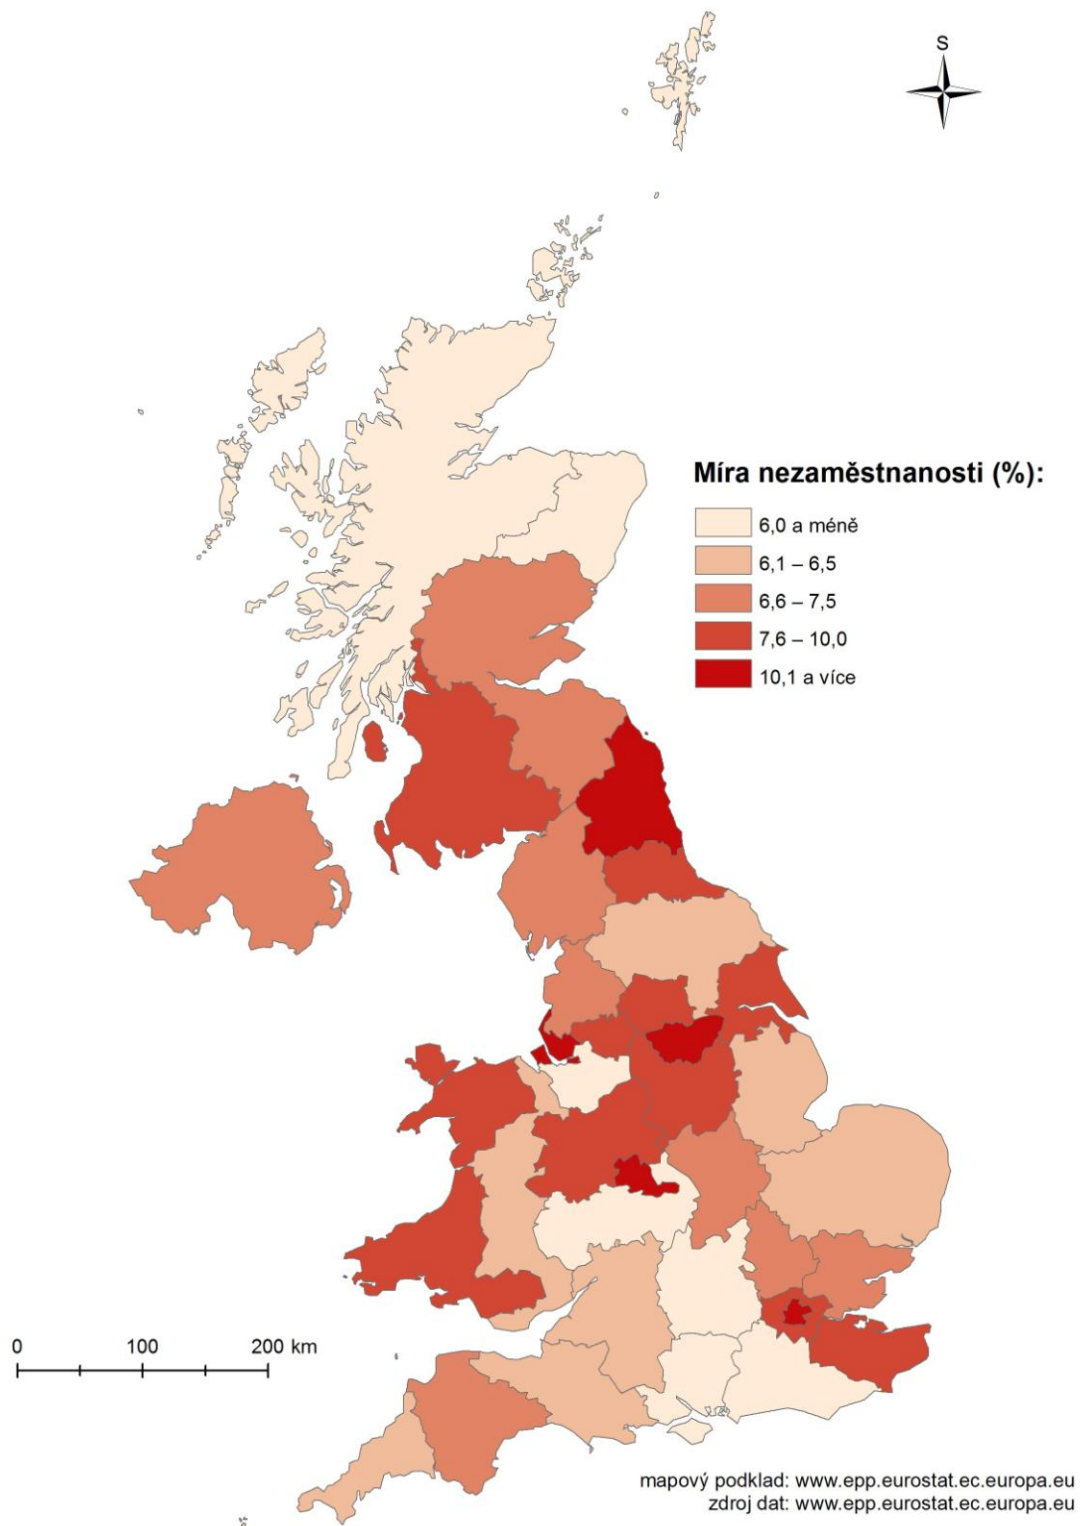 S
Míra nezaměstnanosti (%):
6,0 a méně
6,1 – 6,5
6,6 – 7,5
7,6 – 10,0
10,1 a více
0 100 200 km
mapový podklad: www.epp.eurostat.ec.europa.eu
zdroj dat: www.epp.eurostat.ec.europa.eu